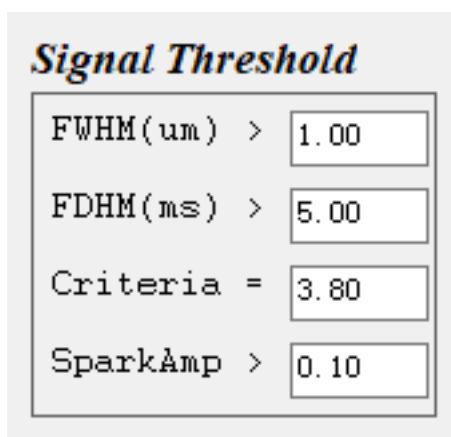 Signal Threshold
FWHM(um) > 1.00
FDHM(ms) > 5.00
Criteria = 3.80
SparkAmp > 0.10